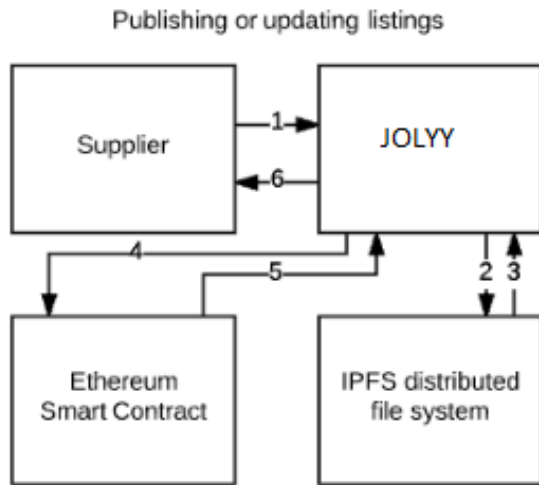 Publishing or updating listings
Supplier
1
JOLYY
6
4
5
2 3
Ethereum
Smart Contract
IPFS distributed
file system